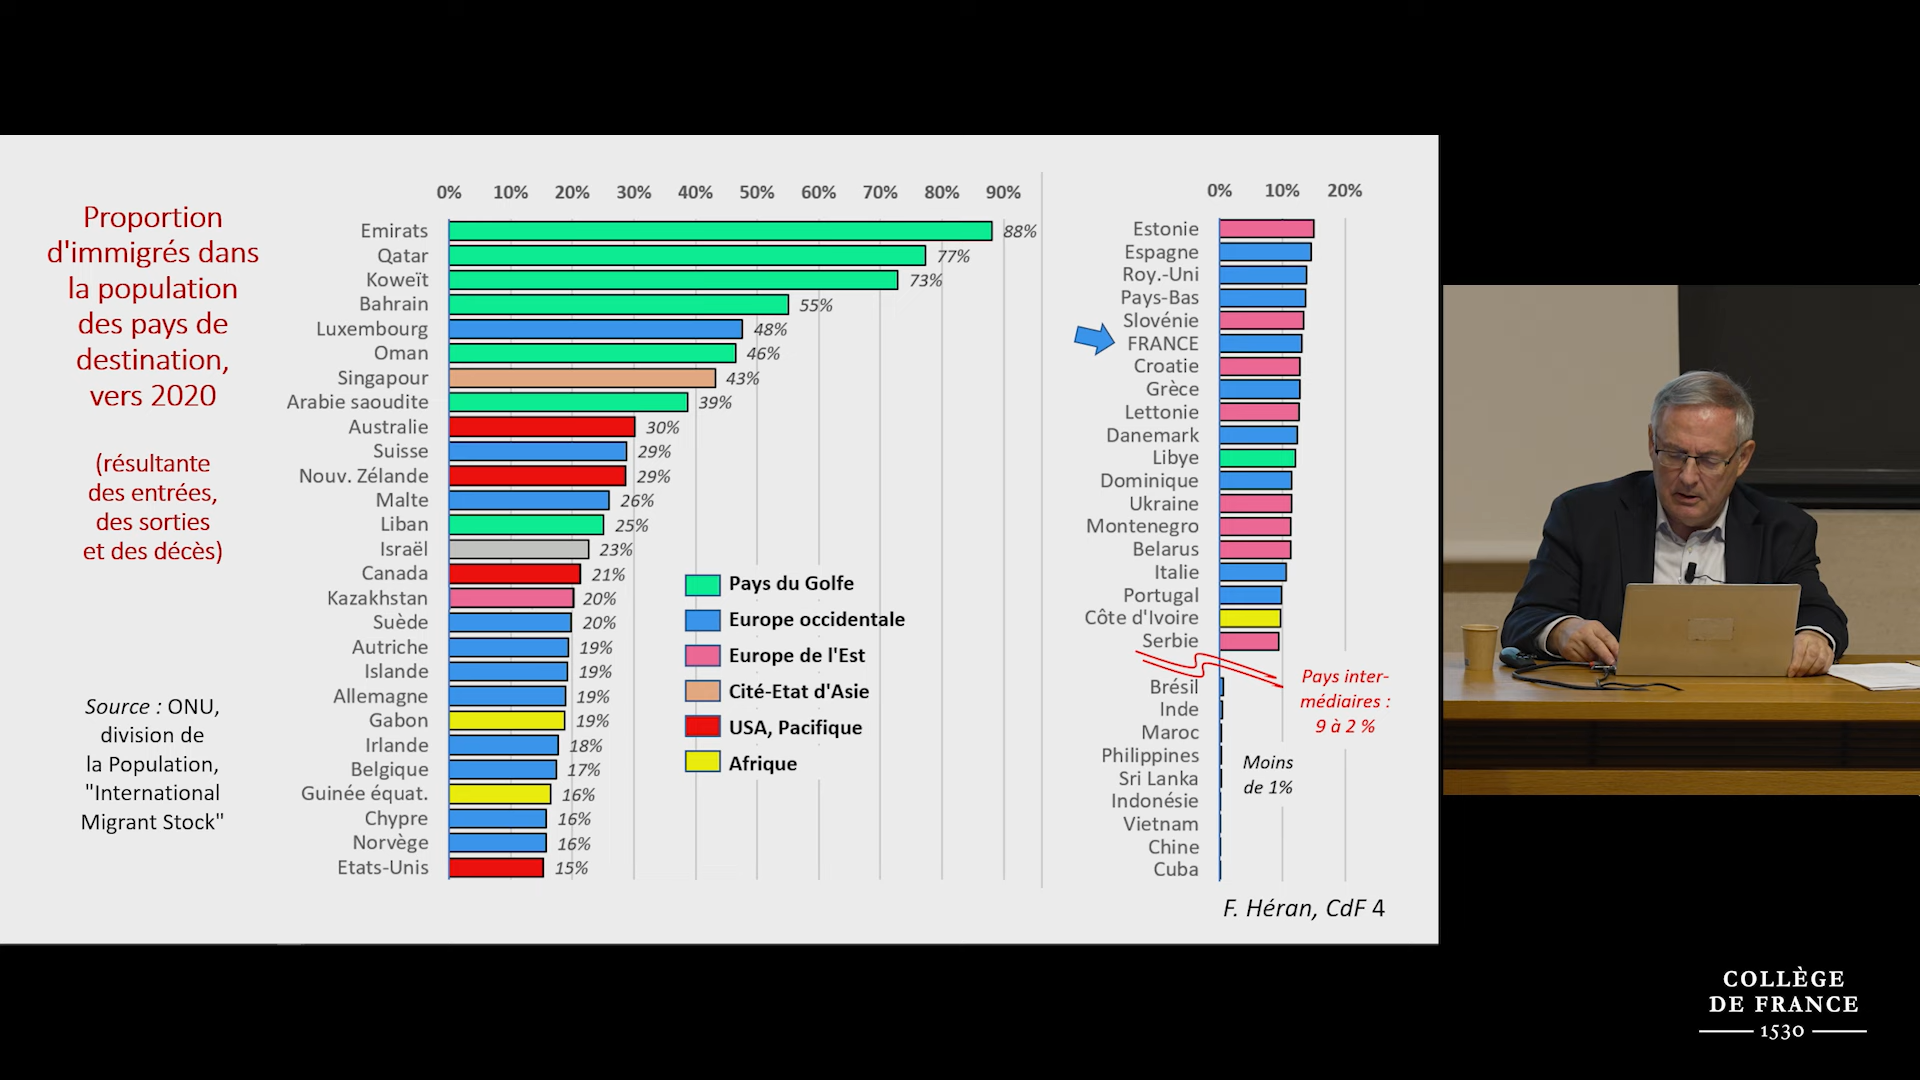 Proportion
d'immigrés dans
la population
des pays de
destination,
vers 2020
(résultante
des entrées,
des sorties
et des décès)
Source : ONU,
division de
la Population,
"International
Migrant Stock"
0% 10% 20% 30% 40% 50% 60% 70% 80% 90%
Emirats 88%
Qatar 77%
Koweït 73%
Bahrain 55%
Luxembourg 48%
Oman 46%
Singapour 43%
Arabie saoudite 39%
Australie 30%
Suisse 29%
Nouv. Zélande 29%
Malte 26%
Liban 25%
Israël 23%
Canada 21%
Kazakhstan 20%
Suède 20%
Autriche 19%
Islande 19%
Allemagne 19%
Gabon 19%
Irlande 18%
Belgique 17%
Guinée équat. 16%
Chypre 16%
Norvège 16%
Etats-Unis 15%
Pays du Golfe
Europe occidentale
Europe de l'Est
Cité-Etat d'Asie
USA, Pacifique
Afrique
0% 10% 20%
Estonie
Espagne
Roy.-Uni
Pays-Bas
Slovénie
FRANCE
Croatie
Grèce
Lettonie
Danemark
Libye
Dominique
Ukraine
Montenegro
Belarus
Italie
Portugal
Côte d'Ivoire
Serbie
Pays inter-
médiaires :
9 à 2 %
Brésil
Inde
Maroc
Philippines
Sri Lanka
Indonésie
Vietnam
Chine
Cuba
Moins
de 1%
F. Héran, CdF 4
COLLÈGE
DE FRANCE
1530